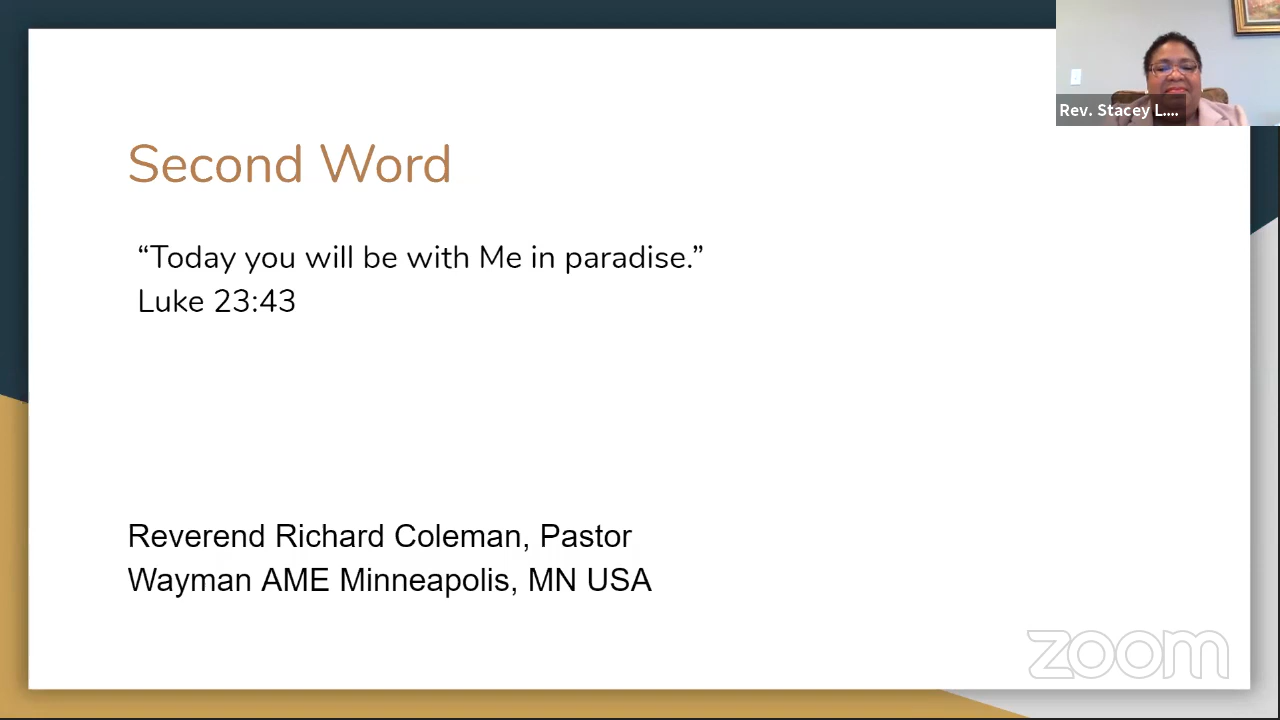 Rev. Stacey L....
Second Word
“Today you will be with Me in paradise.”
Luke 23:43
Reverend Richard Coleman, Pastor
Wayman AME Minneapolis, MN USA
zoom